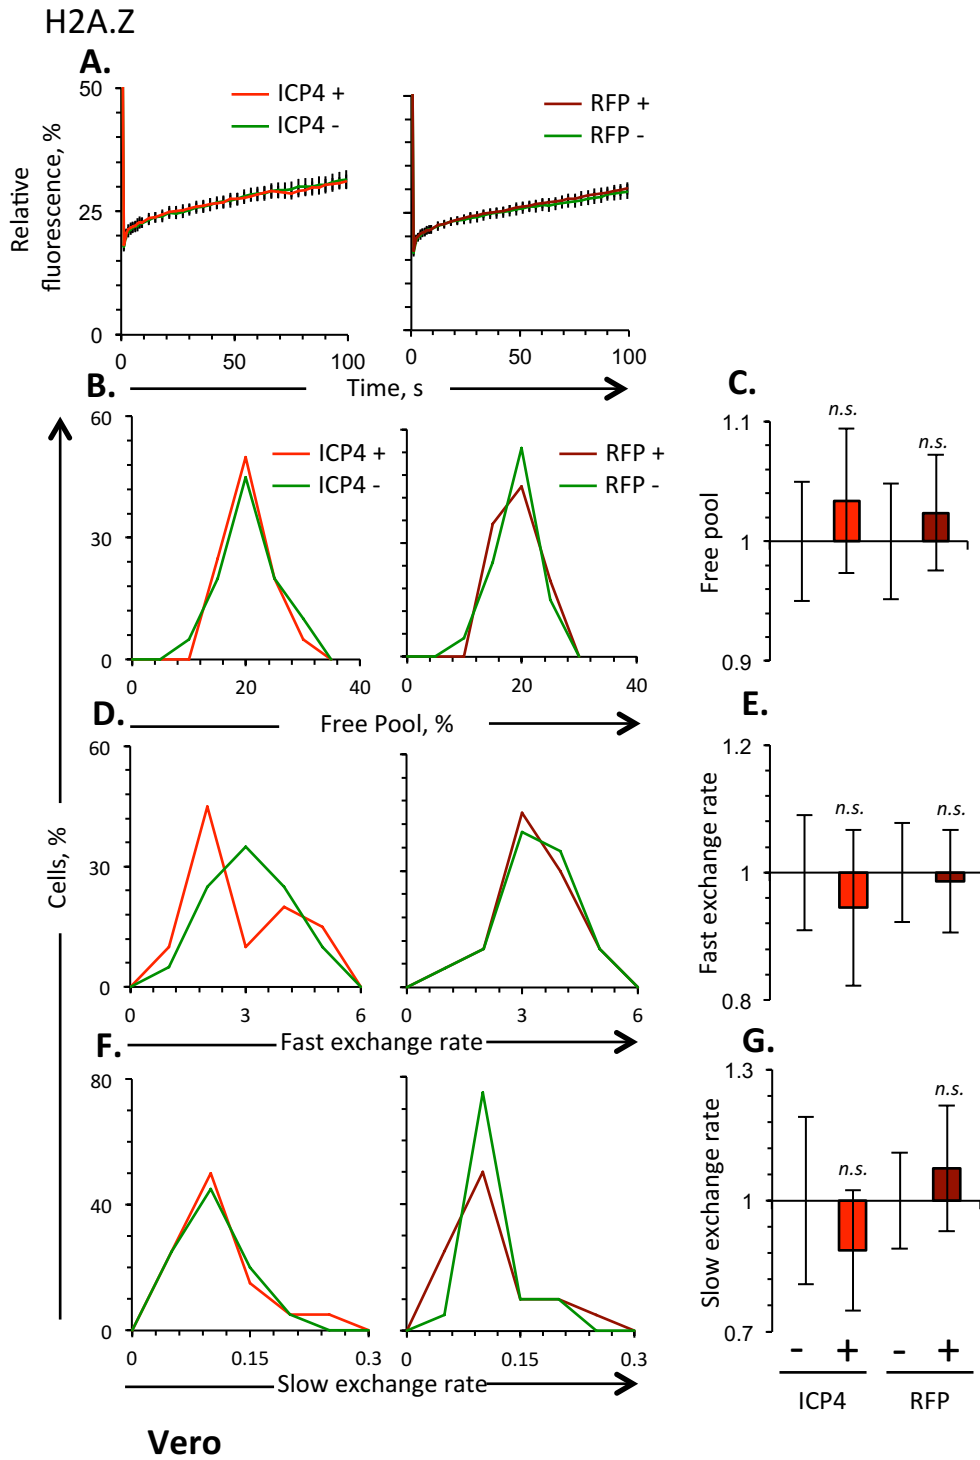 H2A.Z
A.
Relative
fluorescence, %
50
25
0
ICP4 +
ICP4 -
0 50 100
RFP +
RFP -
0 50 100
Time, s
B.
60
30
0
ICP4 +
ICP4 -
0 20 40
RFP +
RFP -
0 20 40
Free Pool, %
C.
Free pool
1.1
1
0.9
n.s.
n.s.
Cells, %
D.
60
30
0
0 3 6
0 3 6
Fast exchange rate
E.
Fast exchange rate
1.2
1
0.8
n.s.
n.s.
F.
80
40
0
0 0.15 0.3
0 0.15 0.3
Slow exchange rate
G.
Slow exchange rate
1.3
1
0.7
n.s.
n.s.
- + - +
ICP4 RFP
Vero